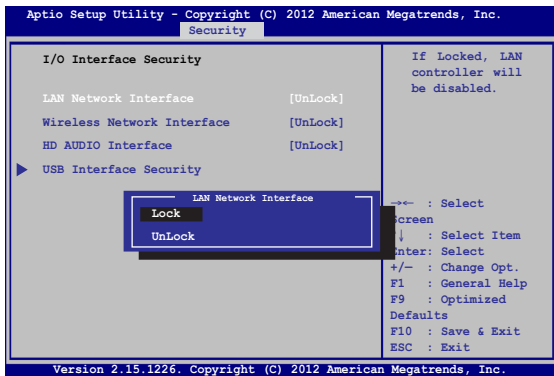 Aptio Setup Utility - Copyright (C) 2012 American Megatrends, Inc.
Security
I/O Interface Security
LAN Network Interface [UnLock]
Wireless Network Interface [UnLock]
HD AUDIO Interface [UnLock]
USB Interface Security
LAN Network Interface
Lock
UnLock
If Locked, LAN
controller will
be disabled.
→← : Select
Screen
↓ : Select Item
Enter: Select
+/— : Change Opt.
F1 : General Help
F9 : Optimized
Defaults
F10 : Save & Exit
ESC : Exit
Version 2.15.1226. Copyright (C) 2012 American Megatrends, Inc.